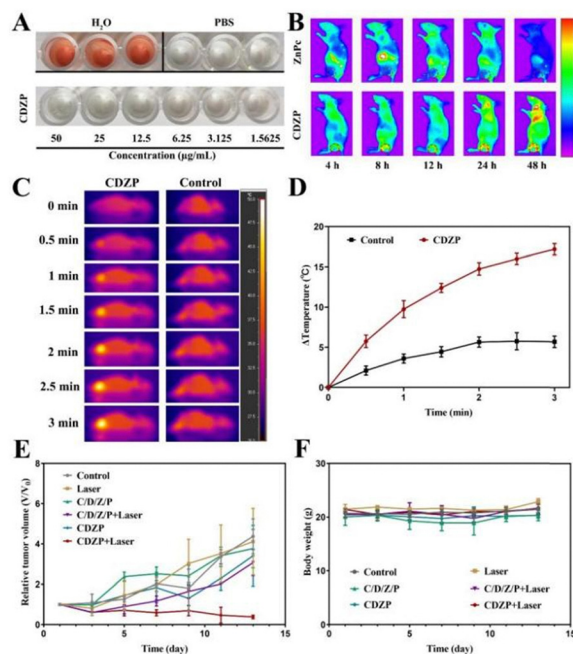 A
H₂O PBS
CDZP
50 25 12.5 6.25 3.125 1.5625
Concentration (μg/mL)
B
ZnPc
CDZP
4 h 8 h 12 h 24 h 48 h
C
CDZP Control
0 min
0.5 min
1 min
1.5 min
2 min
2.5 min
3 min
D
Control CDZP
20
15
10
5
0
ΔTemperature (℃)
0 1 2 3
Time (min)
E
8
6
4
2
0
Relative tumor volume (V/V₀)
Control
Laser
C/D/Z/P
C/D/Z/P+Laser
CDZP
CDZP+Laser
0 5 10 15
Time (day)
F
30
20
10
0
Body weight (g)
Control Laser
C/D/Z/P C/D/Z/P+Laser
CDZP CDZP+Laser
0 5 10 15
Time (day)